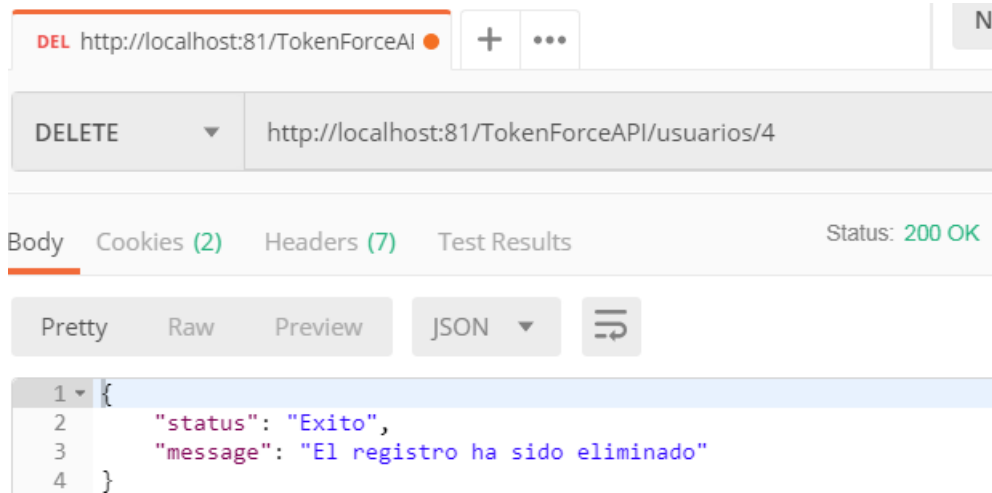 DEL http://localhost:81/TokenForceAI + •••
N
DELETE http://localhost:81/TokenForceAPI/usuarios/4
Body Cookies (2) Headers (7) Test Results Status: 200 OK
Pretty Raw Preview JSON
1 {
2 "status": "Exito",
3 "message": "El registro ha sido eliminado"
4 }